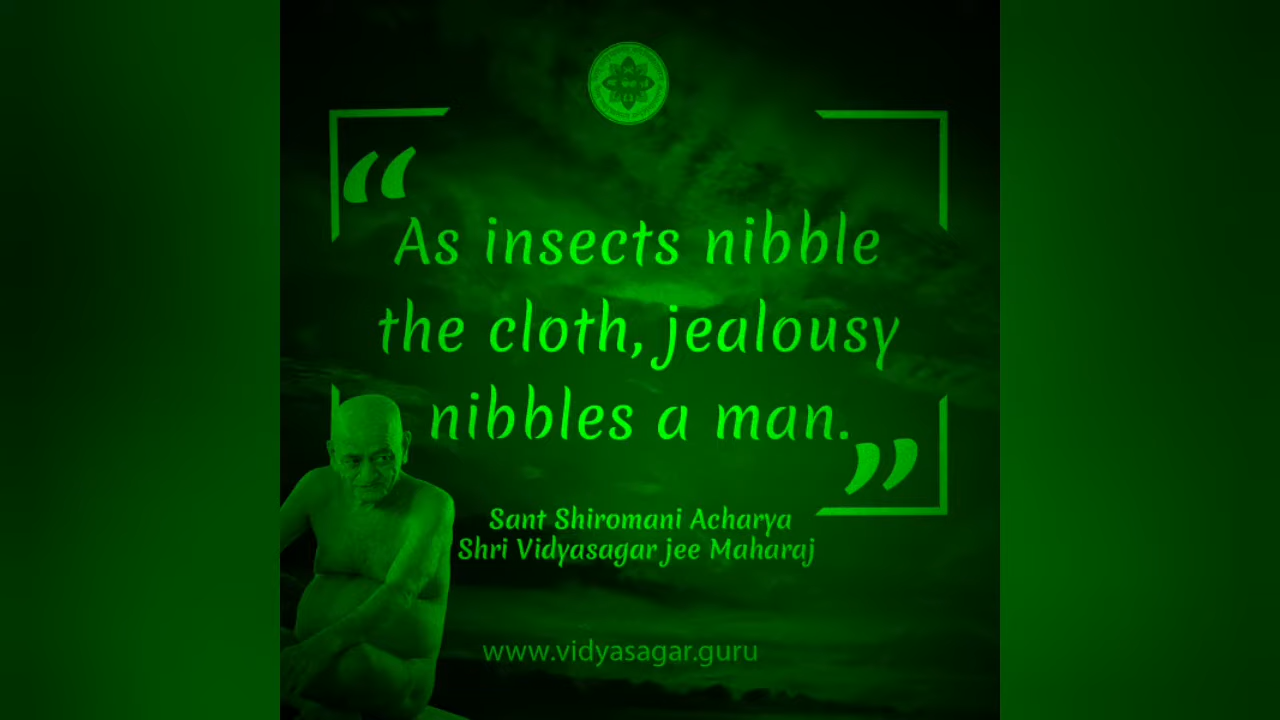 “
As insects nibble
the cloth, jealousy
nibbles a man.
”
Sant Shiromani Acharya
Shri Vidyasagar jee Maharaj
www.vidyasagar.guru